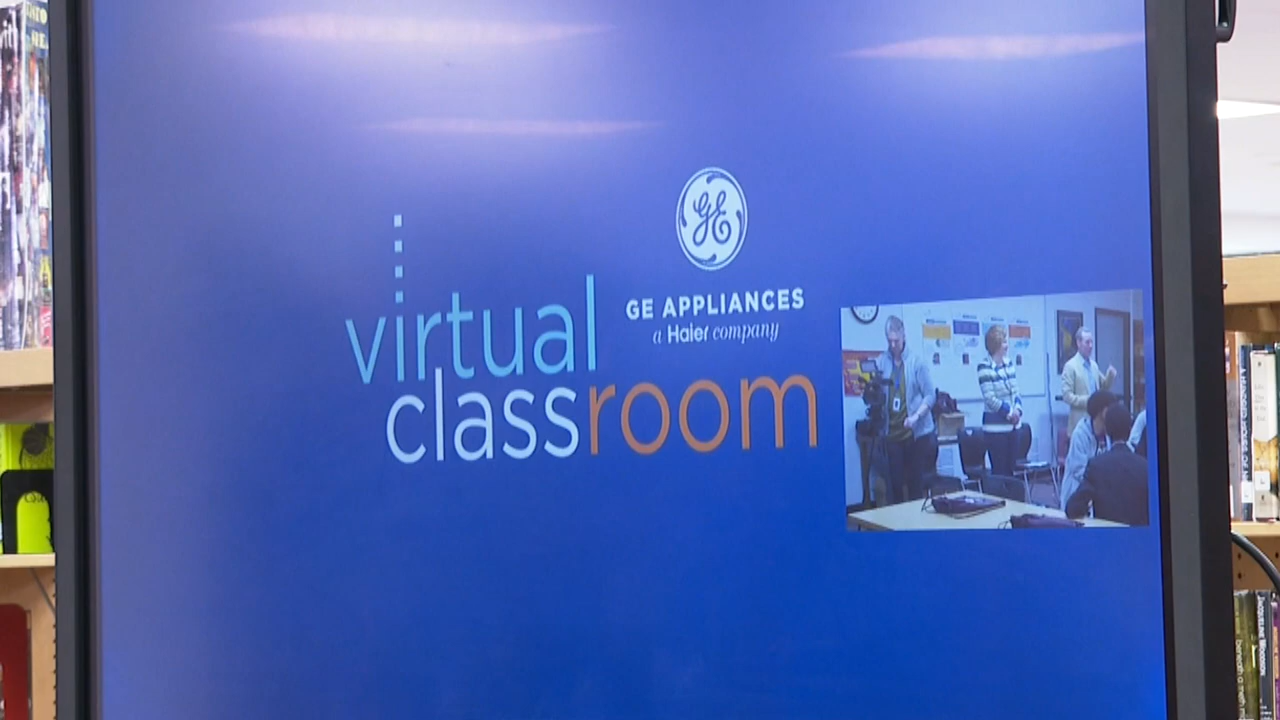 GE
GE APPLIANCES
a Haier company
virtual
classroom